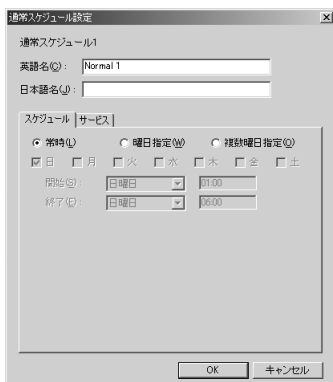 通常スケジュール設定
通常スケジュール1
英語名(C): Normal 1
日本語名(J):
スケジュール サービス
常時(L) 曜日指定(W) 複数曜日指定(O)
日 月 火 水 木 金 土
開始(S): 日曜日 01:00
終了(E): 日曜日 06:00
OK キャンセル